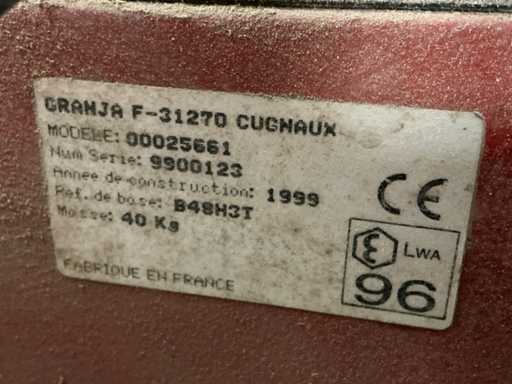 GRANJA F-31270 CUGNAUX
MODELE: 00025661
Num Serie: 9900123
Annee de construction: 1999
Ref. de base: B48H3T
Masse: 40 Kg
FABRIQUE EN FRANCE
CE
LWA
96